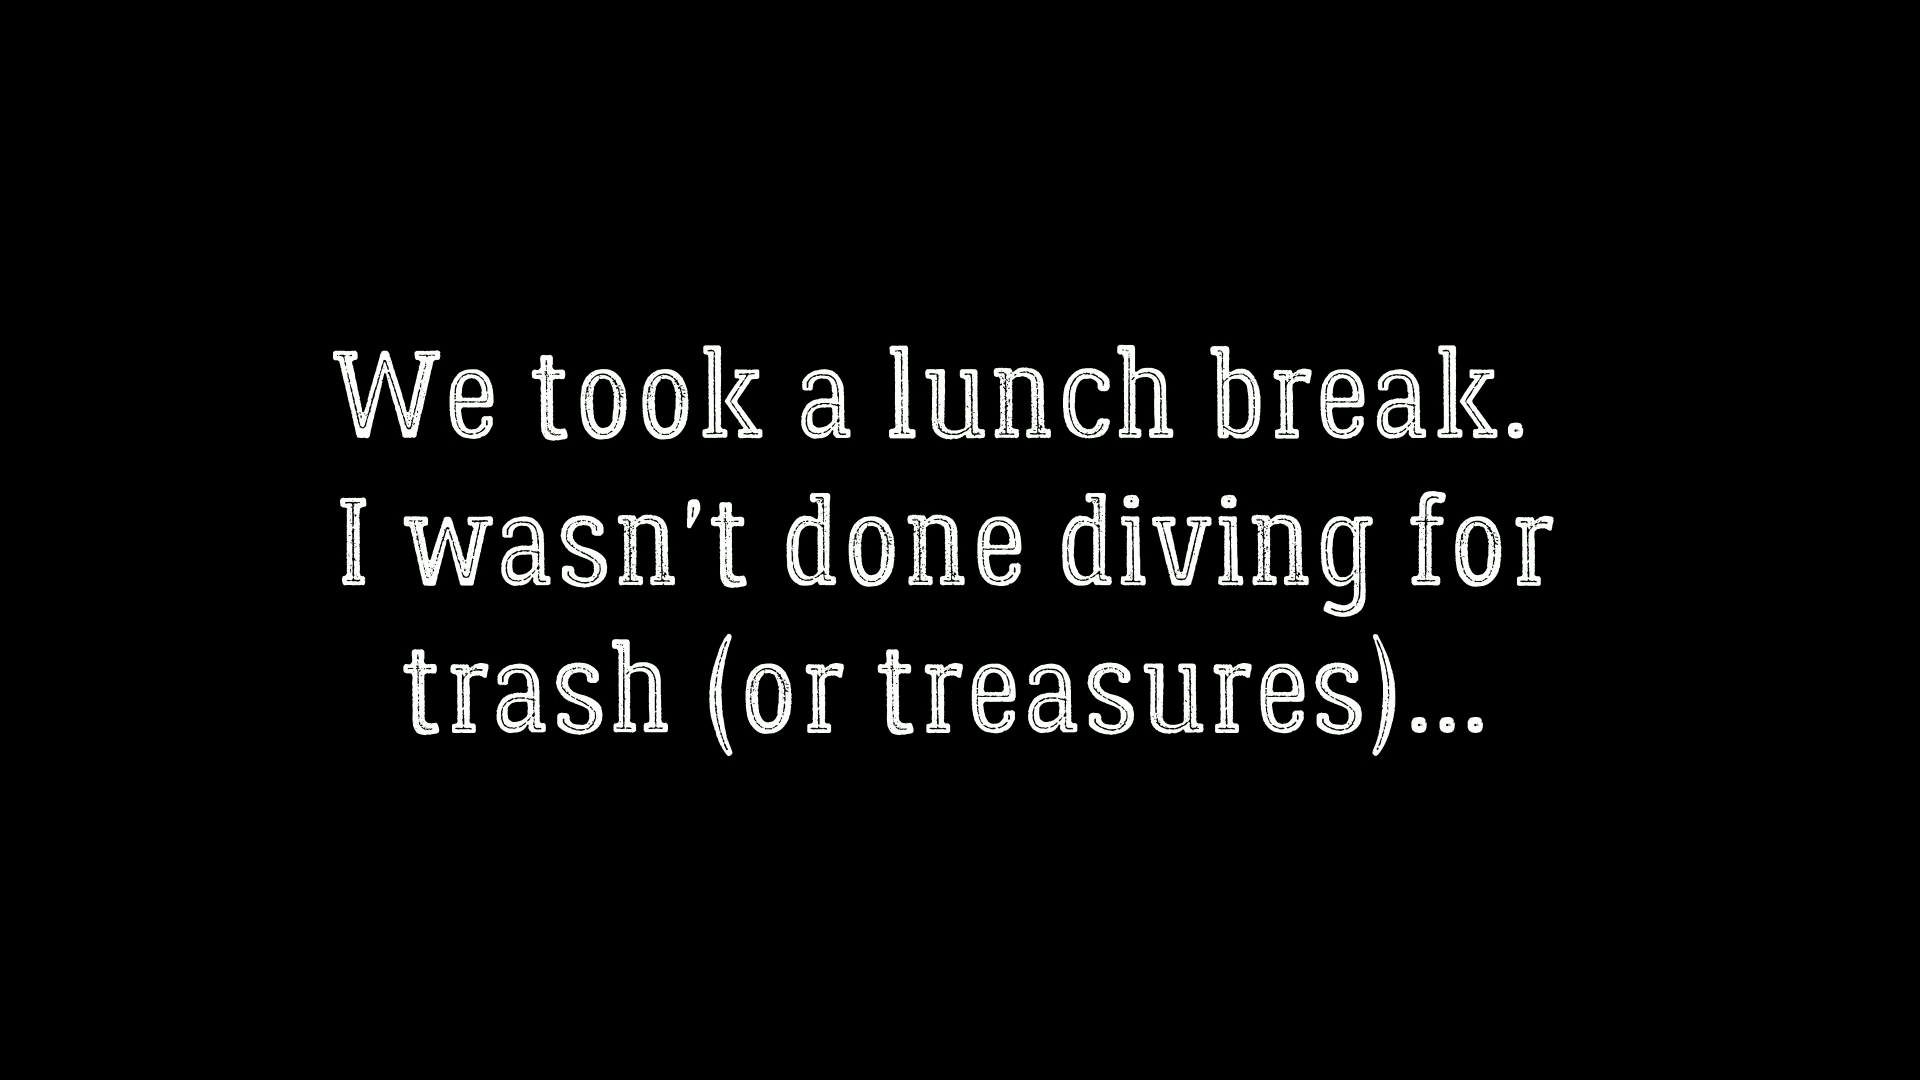 We took a lunch break.
I wasn't done diving for
trash (or treasures)...